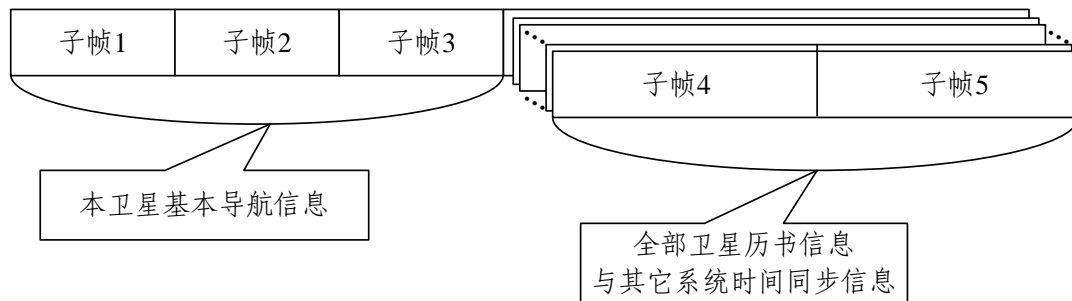 子帧1 子帧2 子帧3
子帧4 子帧5
本卫星基本导航信息
全部卫星历书信息
与其它系统时间同步信息